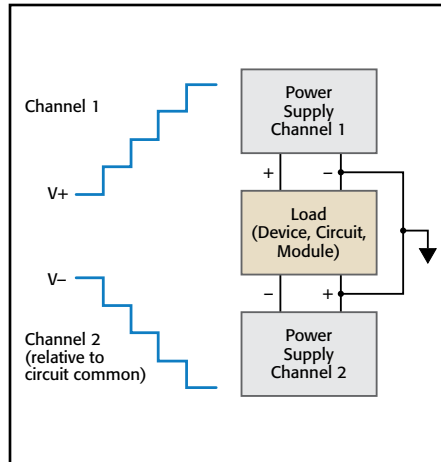 Channel 1
V+
Power
Supply
Channel 1
+ −
Load
(Device, Circuit,
Module)
V−
− +
Channel 2
(relative to
circuit common)
Power
Supply
Channel 2